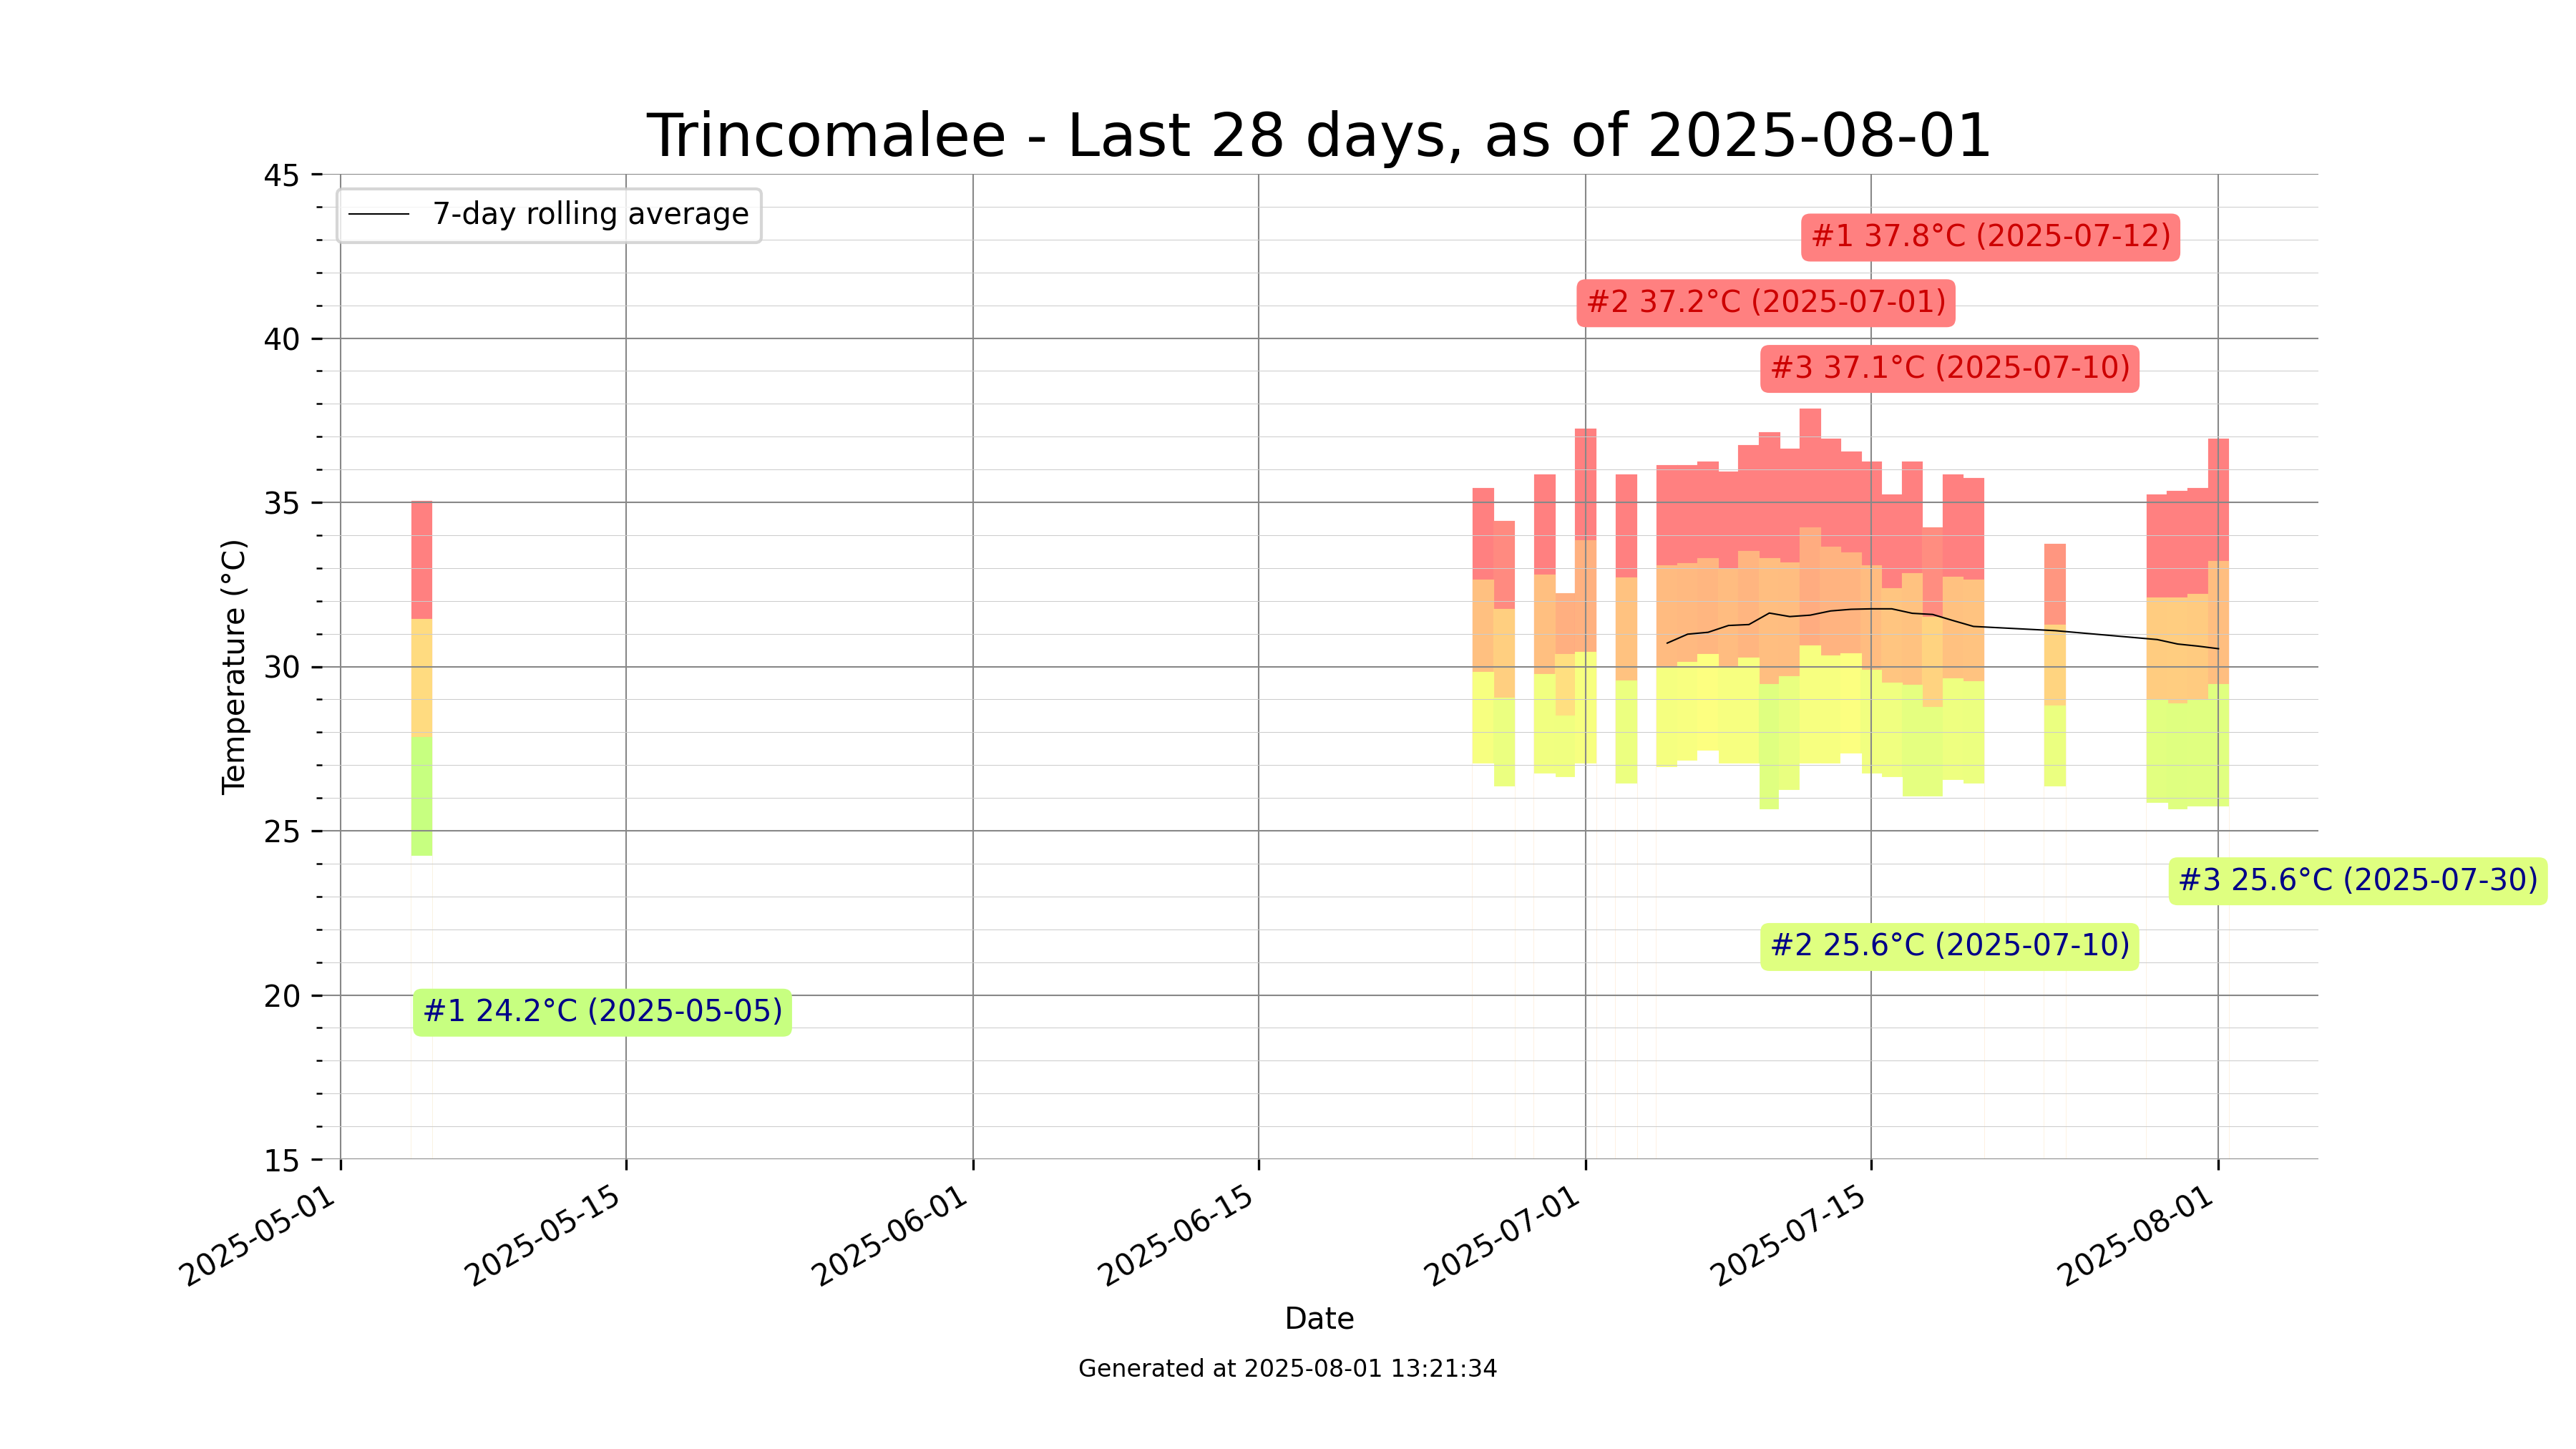 Trincomalee - Last 28 days, as of 2025-08-01
45
7-day rolling average
#1 37.8°C (2025-07-12)
#2 37.2°C (2025-07-01)
40
#3 37.1°C (2025-07-10)
35
Temperature (°C)
30
25
#3 25.6°C (2025-07-30)
#2 25.6°C (2025-07-10)
20
#1 24.2°C (2025-05-05)
15
2025-05-01
2025-05-15
2025-06-01
2025-06-15
2025-07-01
2025-07-15
2025-08-01
Date
Generated at 2025-08-01 13:21:34